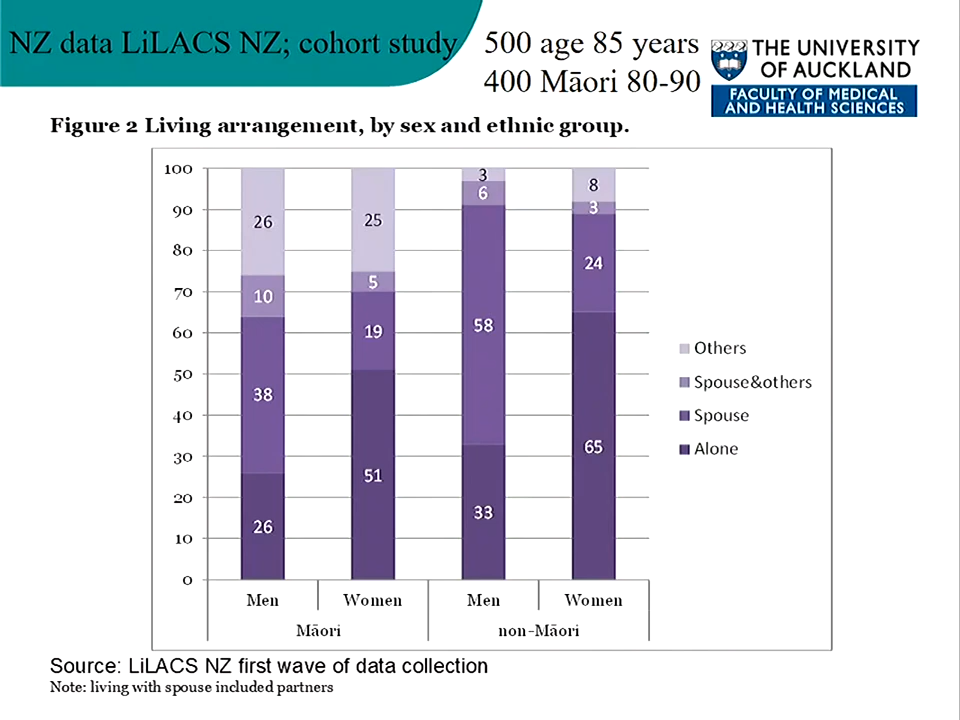 NZ data LiLACS NZ; cohort study
500 age 85 years
400 Māori 80-90
THE UNIVERSITY
OF AUCKLAND
FACULTY OF MEDICAL
AND HEALTH SCIENCES
Figure 2 Living arrangement, by sex and ethnic group.
100
90
80
70
60
50
40
30
20
10
0
26
10
38
26
25
5
19
51
3
6
58
33
8
3
24
65
Others
Spouse&others
Spouse
Alone
Men
Women
Men
Women
Māori
non-Māori
Source: LiLACS NZ first wave of data collection
Note: living with spouse included partners